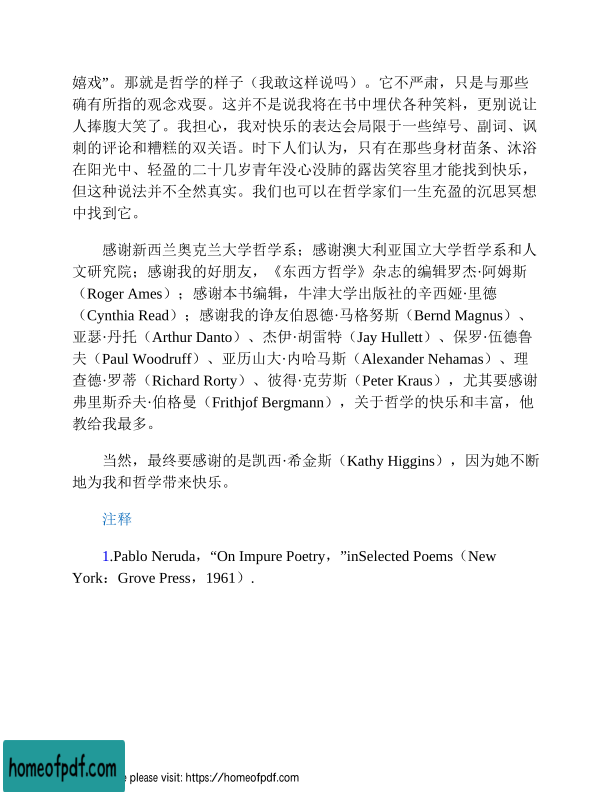 嬉戏”。那就是哲学的样子（我敢这样说吗）。它不严肃，只是与那些
确有所指的观念戏耍。这并不是说我将在书中埋伏各种笑料，更别说让
人捧腹大笑了。我担心，我对快乐的表达会局限于一些绰号、副词、讽
刺的评论和糟糕的双关语。时下人们认为，只有在那些身材苗条、沐浴
在阳光中、轻盈的二十几岁青年没心没肺的露齿笑容里才能找到快乐，
但这种说法并不全然真实。我们也可以在哲学家们一生充盈的沉思冥想
中找到它。
感谢新西兰奥克兰大学哲学系；感谢澳大利亚国立大学哲学系和人
文研究院；感谢我的好朋友，《东西方哲学》杂志的编辑罗杰·阿姆斯
（Roger Ames）；感谢本书编辑，牛津大学出版社的辛西娅·里德
（Cynthia Read）；感谢我的诤友伯恩德·马格努斯（Bernd Magnus）、
亚瑟·丹托（Arthur Danto）、杰伊·胡雷特（Jay Hullett）、保罗·伍德鲁
夫（Paul Woodruff）、亚历山大·内哈马斯（Alexander Nehamas）、理
查德·罗蒂（Richard Rorty）、彼得·克劳斯（Peter Kraus），尤其要感谢
弗里斯乔夫·伯格曼（Frithjof Bergmann），关于哲学的快乐和丰富，他
教给我最多。
当然，最终要感谢的是凯西·希金斯（Kathy Higgins），因为她不断
地为我和哲学带来快乐。
注释
1.Pablo Neruda，“On Impure Poetry，”inSelected Poems（New
York：Grove Press，1961）.
homeofpdf.com
please visit: https://homeofpdf.com